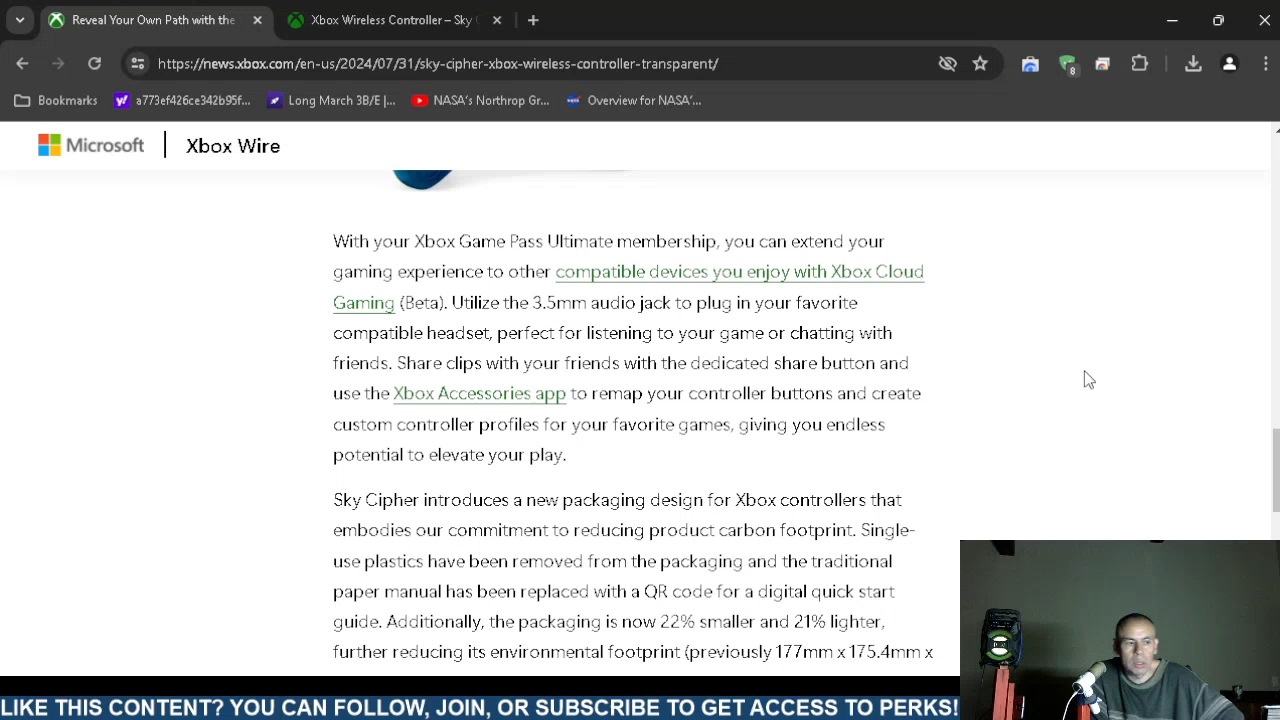 Reveal Your Own Path with the
Xbox Wireless Controller – Sky
https://news.xbox.com/en-us/2024/07/31/sky-cipher-xbox-wireless-controller-transparent/
8
Bookmarks
a773ef426ce342b95f...
Long March 3B/E |...
NASA's Northrop Gr...
Overview for NASA'...
Microsoft
Xbox Wire
With your Xbox Game Pass Ultimate membership, you can extend your
gaming experience to other compatible devices you enjoy with Xbox Cloud
Gaming (Beta). Utilize the 3.5mm audio jack to plug in your favorite
compatible headset, perfect for listening to your game or chatting with
friends. Share clips with your friends with the dedicated share button and
use the Xbox Accessories app to remap your controller buttons and create
custom controller profiles for your favorite games, giving you endless
potential to elevate your play.
Sky Cipher introduces a new packaging design for Xbox controllers that
embodies our commitment to reducing product carbon footprint. Single-
use plastics have been removed from the packaging and the traditional
paper manual has been replaced with a QR code for a digital quick start
guide. Additionally, the packaging is now 22% smaller and 21% lighter,
further reducing its environmental footprint (previously 177mm x 175.4mm x
LIKE THIS CONTENT? YOU CAN FOLLOW, JOIN, OR SUBSCRIBE TO GET ACCESS TO PERKS!